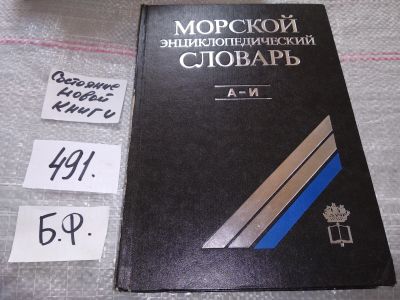 Состояние
новой
книги
491.
Б.Ф.
МОРСКОЙ
ЭНЦИКЛОПЕДИЧЕСКИЙ
СЛОВАРЬ
А-И